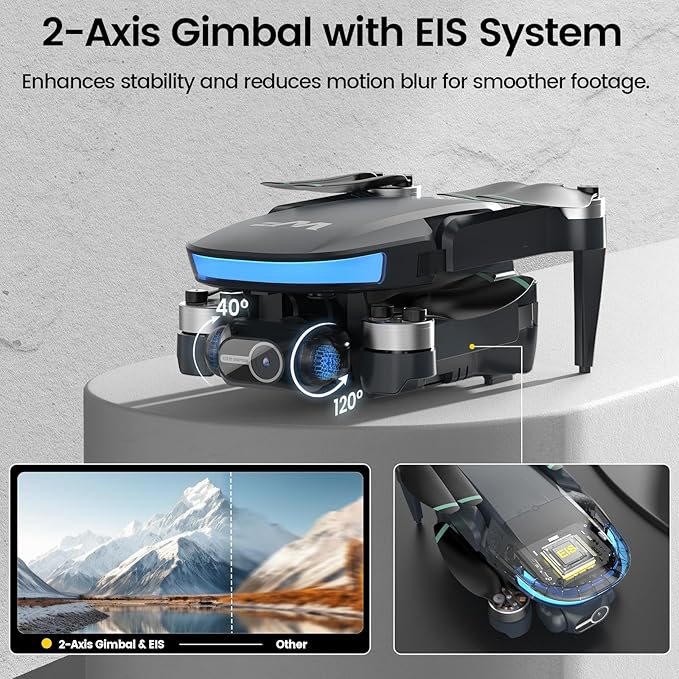 2-Axis Gimbal with EIS System
Enhances stability and reduces motion blur for smoother footage.
40°
120°
EIS
2-Axis Gimbal & EIS
Other